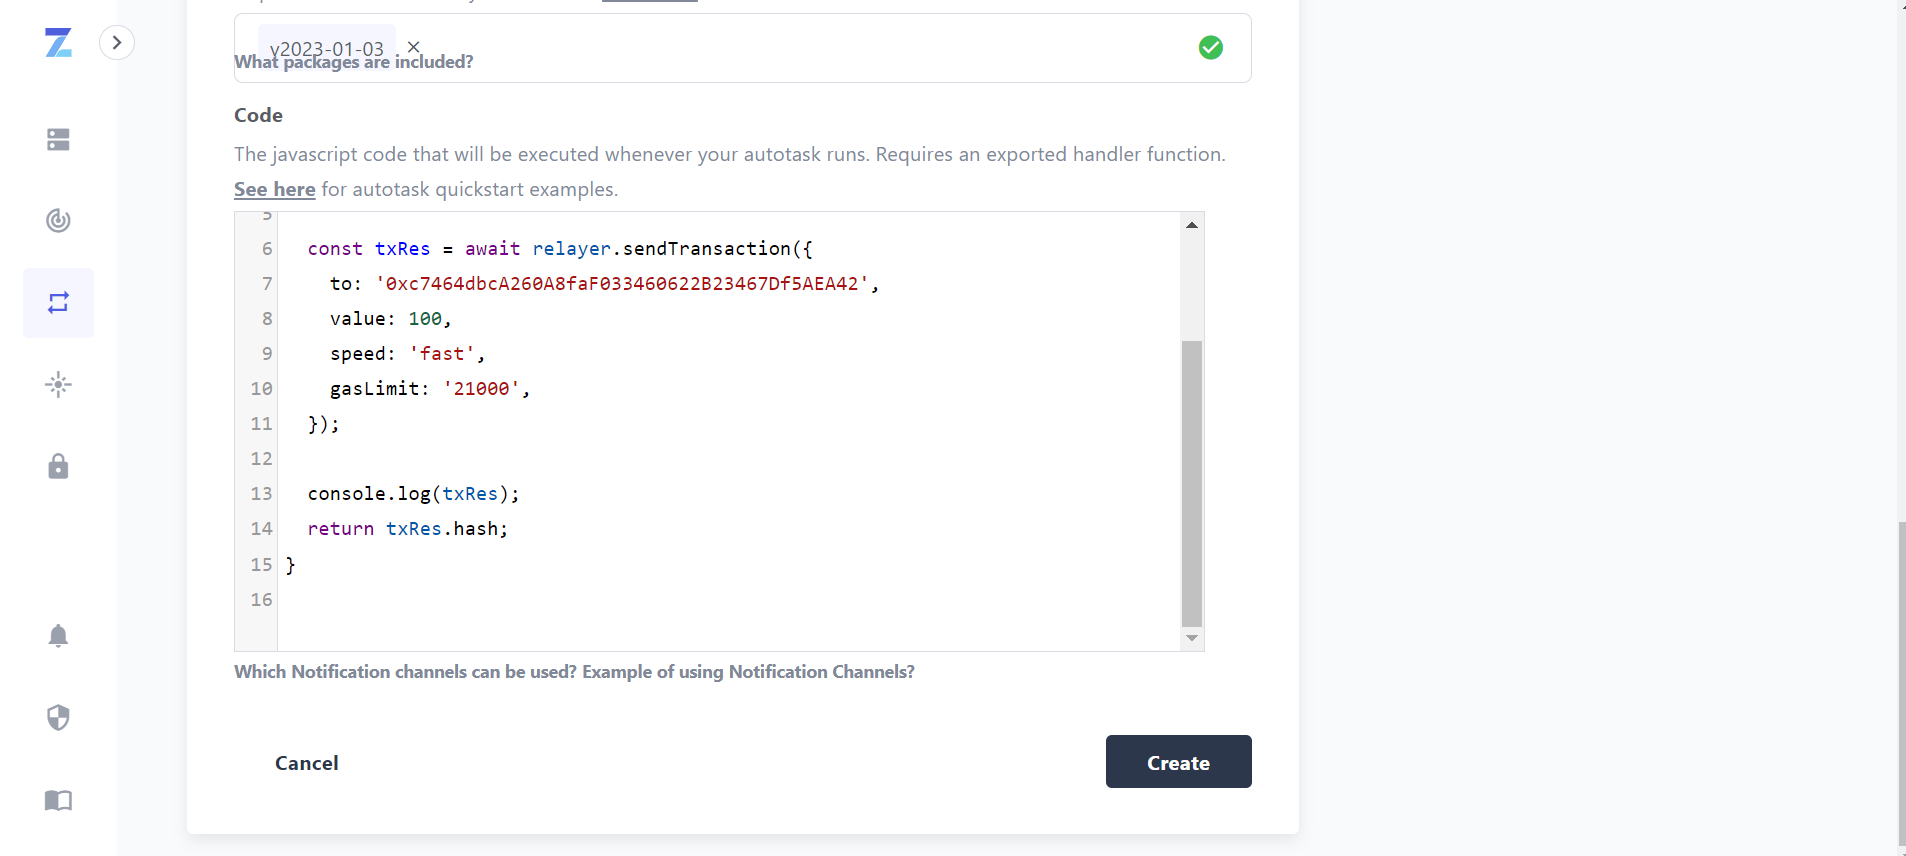 v2023-01-03 ×
What packages are included?
Code
The javascript code that will be executed whenever your autotask runs. Requires an exported handler function.
See here for autotask quickstart examples.
5
6 const txRes = await relayer.sendTransaction({
7 to: '0xc7464dbcA260A8faF033460622B23467Df5AEA42',
8 value: 100,
9 speed: 'fast',
10 gasLimit: '21000',
11 });
12
13 console.log(txRes);
14 return txRes.hash;
15 }
16
Which Notification channels can be used? Example of using Notification Channels?
Cancel
Create